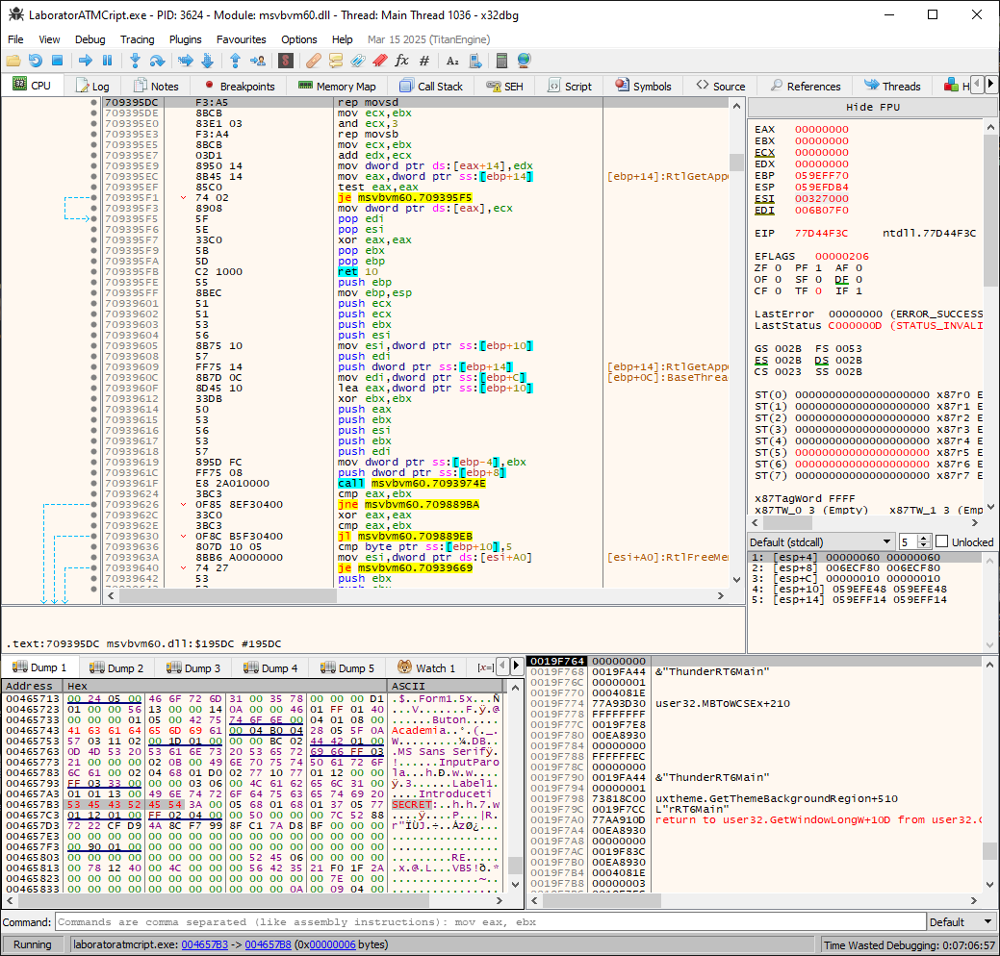 LaboratorATMCript.exe - PID: 3624 - Module: msvbvm60.dll - Thread: Main Thread 1036 - x32dbg
File View Debug Tracing Plugins Favourites Options Help Mar 15 2025 (TitanEngine)
CPU Log Notes Breakpoints Memory Map Call Stack SEH Script Symbols Source References Threads H
709395DC F3:A5 rep movsd
709395DE 8BCB mov ecx,ebx
709395E0 83E1 03 and ecx,3
709395E3 F3:A4 rep movsb
709395E5 8BCB mov ecx,ebx
709395E7 03D1 add edx,ecx
709395E9 8950 14 mov dword ptr ds:[eax+14],edx
709395EC 8B45 14 mov eax,dword ptr ss:[ebp+14] [ebp+14]:RtlGetApp
709395EF 85C0 test eax,eax
709395F1 74 02 je msvbvm60.709395F5
709395F3 8908 mov dword ptr ds:[eax],ecx
709395F5 5F pop edi
709395F6 5E pop esi
709395F7 33C0 xor eax,eax
709395F9 5B pop ebx
709395FA 5D pop ebp
709395FB C2 1000 ret 10
709395FE 55 push ebp
709395FF 8BEC mov ebp,esp
70939601 51 push ecx
70939602 51 push ecx
70939603 53 push ebx
70939604 56 push esi
70939605 8B75 10 mov esi,dword ptr ss:[ebp+10]
70939608 57 push edi
70939609 FF75 14 push dword ptr ss:[ebp+14] [ebp+14]:RtlGetApp
7093960C 8B7D 0C mov edi,dword ptr ss:[ebp+C] [ebp+0C]:BaseThrea
7093960F 8D45 10 lea eax,dword ptr ss:[ebp+10]
70939612 33DB xor ebx,ebx
70939614 50 push eax
70939615 53 push ebx
70939616 56 push esi
70939617 53 push ebx
70939618 57 push edi
70939619 895D FC mov dword ptr ss:[ebp-4],ebx
7093961C FF75 08 push dword ptr ss:[ebp+8]
7093961F E8 2A010000 call msvbvm60.7093974E
70939624 3BC3 cmp eax,ebx
70939626 0F85 8EF30400 jne msvbvm60.709889BA
7093962C 33C0 xor eax,eax
7093962E 3BC3 cmp eax,ebx
70939630 0F8C B5F30400 jl msvbvm60.709889EB
70939636 807D 10 05 cmp byte ptr ss:[ebp+10],5
7093963A 8BB6 A0000000 mov esi,dword ptr ds:[esi+A0] [esi+A0]:RtlFreeMe
70939640 74 27 je msvbvm60.70939669
70939642 53 push ebx
.text:709395DC msvbvm60.dll:$195DC #195DC
Hide FPU
EAX 00000000
EBX 00000000
ECX 00000000
EDX 00000000
EBP 059EFF70
ESP 059EFDB4
ESI 00327000
EDI 006B07F0
EIP 77D44F3C ntdll.77D44F3C
EFLAGS 00000206
ZF 0 PF 1 AF 0
OF 0 SF 0 DF 0
CF 0 TF 0 IF 1
LastError 00000000 (ERROR_SUCCESS
LastStatus C000000D (STATUS_INVALI
GS 002B FS 0053
ES 002B DS 002B
CS 0023 SS 002B
ST(0) 00000000000000000000 x87r0 E
ST(1) 00000000000000000000 x87r1 E
ST(2) 00000000000000000000 x87r2 E
ST(3) 00000000000000000000 x87r3 E
ST(4) 00000000000000000000 x87r4 E
ST(5) 00000000000000000000 x87r5 E
ST(6) 00000000000000000000 x87r6 E
ST(7) 00000000000000000000 x87r7 E
x87TagWord FFFF
x87TW_0 3 (Empty) x87TW_1 3 (Emp
Default (stdcall) 5 Unlocked
1: [esp+4] 00000060 00000060
2: [esp+8] 006ECF80 006ECF80
3: [esp+C] 00000010 00000010
4: [esp+10] 059EFE48 059EFE48
5: [esp+14] 059EFF14 059EFF14
Dump 1 Dump 2 Dump 3 Dump 4 Dump 5 Watch 1 [x=]
Address Hex ASCII
00465713 00 24 05 00 46 6F 72 6D 31 00 35 78 00 00 00 D1 .$..Form1.5x...Ñ
00465723 01 00 00 56 13 00 00 14 0A 00 00 46 01 FF 01 40 ...V.......F.ÿ.@
00465733 00 00 00 01 05 00 42 75 74 6F 6E 00 04 01 08 00 ......Buton.....
00465743 41 63 61 64 65 6D 69 61 00 04 B0 04 28 05 5F 0A Academia..°.(._.
00465753 57 03 11 02 00 1D 01 00 00 00 BC 02 44 42 01 00 W.........¼.DB..
00465763 0D 4D 53 20 53 61 6E 73 20 53 65 72 69 66 FF 03 .MS Sans Serifÿ.
00465773 21 00 00 00 02 0B 00 49 6E 70 75 74 50 61 72 6F !......InputParo
00465783 6C 61 00 02 04 68 01 D0 02 77 10 77 01 12 00 00 la...h.Ð.w.w....
00465793 FF 03 33 00 00 00 03 06 00 4C 61 62 65 6C 31 00 ÿ.3......Label1.
004657A3 01 01 13 00 49 6E 74 72 6F 64 75 63 65 74 69 20 ....Introduceti
004657B3 53 45 43 52 45 54 3A 00 05 68 01 68 01 37 05 77 SECRET:..h.h.7.w
004657C3 01 12 01 00 FF 02 04 00 00 50 00 00 00 7C 52 88 ....ÿ....P...|R.
004657D3 72 22 CF D9 4A 8C F7 99 8F C1 7A D8 BF 00 00 00 r"ÏÙJ.÷..ÁzØ¿...
004657E3 00 00 00 00 00 00 00 00 00 00 00 00 00 00 00 00 ................
004657F3 00 90 01 00 00 00 00 00 00 00 00 00 00 00 00 00 ................
00465803 00 00 00 00 00 00 00 00 00 52 45 06 00 00 00 00 .........RE.....
00465813 00 78 12 40 00 4C 00 00 00 56 42 35 21 F0 1F 2A .x.@.L...VB5!ð.*
00465823 00 00 00 00 00 00 00 00 00 00 00 00 00 7E 00 00 .............~..
00465833 00 00 00 00 00 00 00 00 00 00 00 0A 00 09 04 00 ................
0019F764 00000000
0019F768 0019FA44 &"ThunderRT6Main"
0019F76C 00000001
0019F770 0004081E
0019F774 77A93D30 user32.MBToWCSEx+210
0019F778 FFFFFFFF
0019F77C 0019F7E8
0019F780 00EA8930
0019F784 00000000
0019F788 FFFFFFEC
0019F78C 00000000
0019F790 0019FA44 &"ThunderRT6Main"
0019F794 00000001
0019F798 73818C00 uxtheme.GetThemeBackgroundRegion+510
0019F79C 0019F7CC L"rRT6Main"
0019F7A0 77AA910D return to user32.GetWindowLongW+10D from user32.
0019F7A4 00EA8930
0019F7A8 00000000
0019F7AC 0019F83C
0019F7B0 00EA8930
0019F7B4 0004081E
0019F7B8 00000003
Command: Commands are comma separated (like assembly instructions): mov eax, ebx Default
Running laboratoratmcript.exe: 004657B3 -> 004657B8 (0x00000006 bytes) Time Wasted Debugging: 0:07:06:57